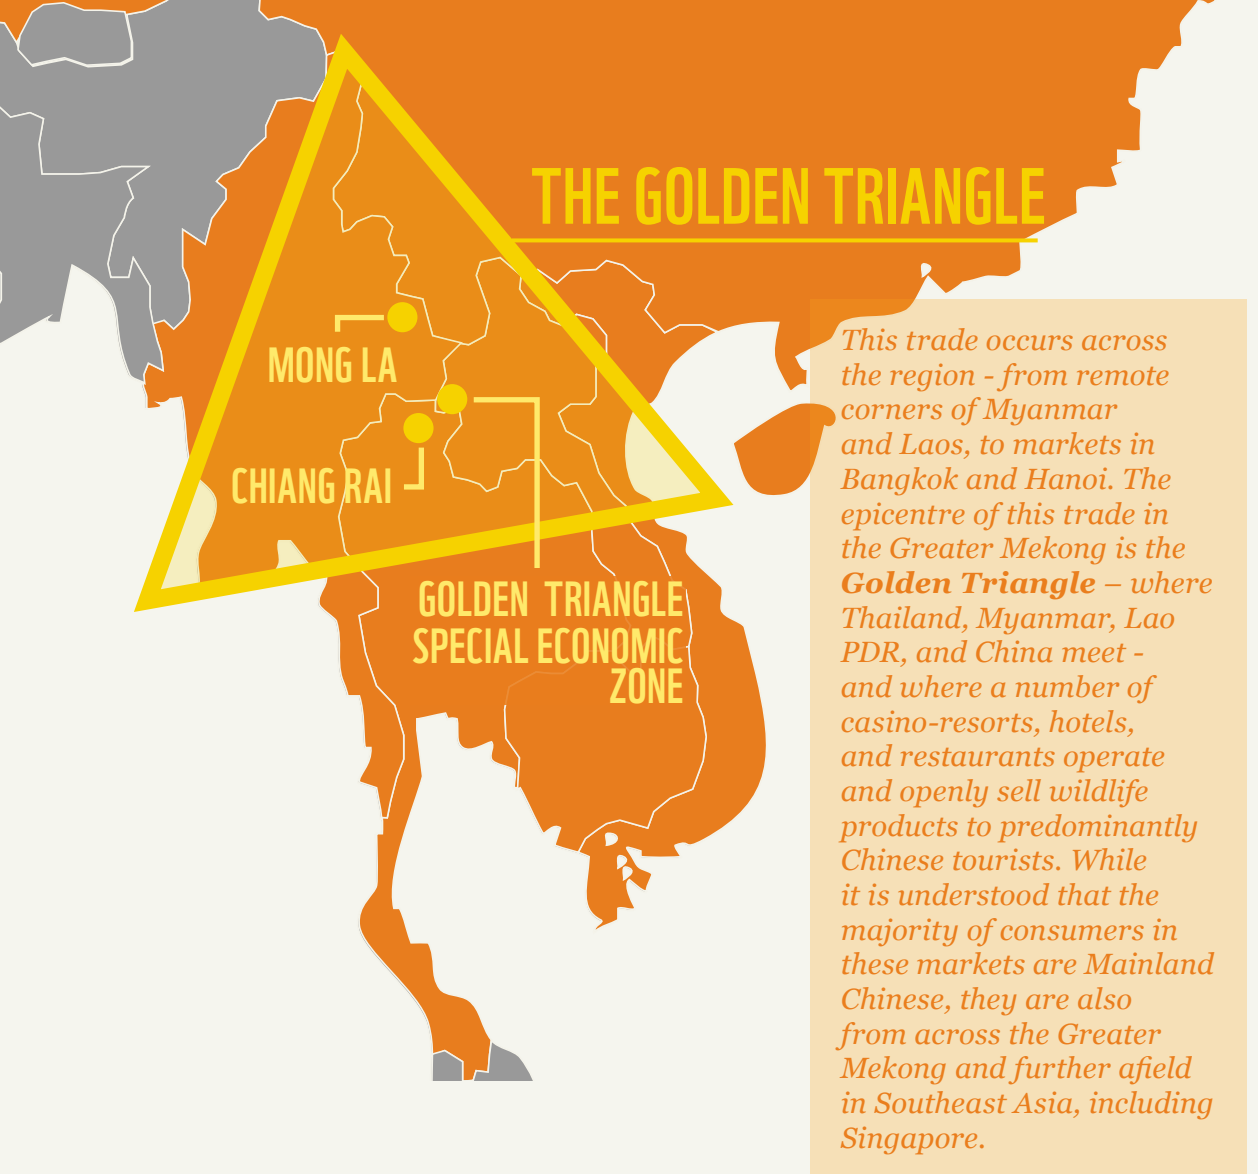 THE GOLDEN TRIANGLE
MONG LA
CHIANG RAI
GOLDEN TRIANGLE
SPECIAL ECONOMIC
ZONE
This trade occurs across
the region - from remote
corners of Myanmar
and Laos, to markets in
Bangkok and Hanoi. The
epicentre of this trade in
the Greater Mekong is the
Golden Triangle – where
Thailand, Myanmar, Lao
PDR, and China meet -
and where a number of
casino-resorts, hotels,
and restaurants operate
and openly sell wildlife
products to predominantly
Chinese tourists. While
it is understood that the
majority of consumers in
these markets are Mainland
Chinese, they are also
from across the Greater
Mekong and further afield
in Southeast Asia, including
Singapore.